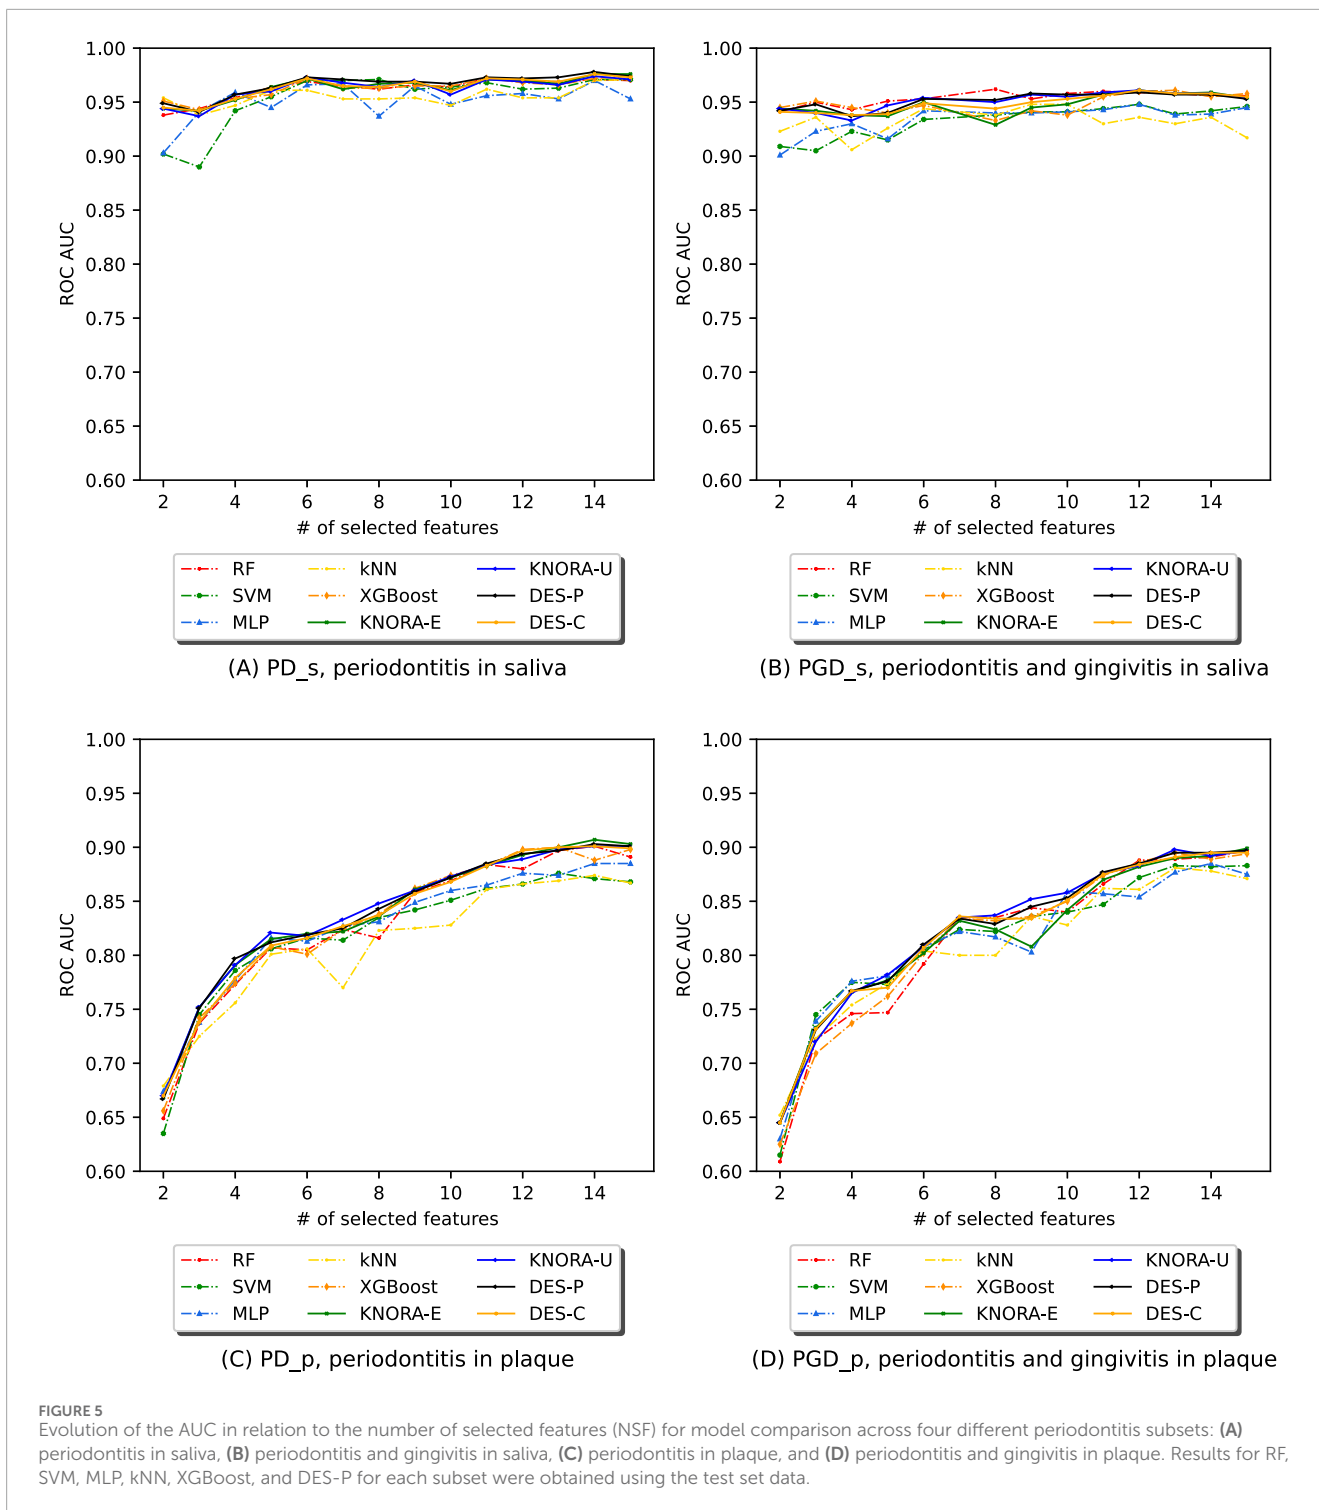 1.00
0.95
0.90
0.85
0.80
0.75
0.70
0.65
0.60
ROC AUC
2 4 6 8 10 12 14
# of selected features
RF kNN KNORA-U
SVM XGBoost DES-P
MLP KNORA-E DES-C
(A) PD_s, periodontitis in saliva
1.00
0.95
0.90
0.85
0.80
0.75
0.70
0.65
0.60
ROC AUC
2 4 6 8 10 12 14
# of selected features
RF kNN KNORA-U
SVM XGBoost DES-P
MLP KNORA-E DES-C
(B) PGD_s, periodontitis and gingivitis in saliva
1.00
0.95
0.90
0.85
0.80
0.75
0.70
0.65
0.60
ROC AUC
2 4 6 8 10 12 14
# of selected features
RF kNN KNORA-U
SVM XGBoost DES-P
MLP KNORA-E DES-C
(C) PD_p, periodontitis in plaque
1.00
0.95
0.90
0.85
0.80
0.75
0.70
0.65
0.60
ROC AUC
2 4 6 8 10 12 14
# of selected features
RF kNN KNORA-U
SVM XGBoost DES-P
MLP KNORA-E DES-C
(D) PGD_p, periodontitis and gingivitis in plaque
FIGURE 5
Evolution of the AUC in relation to the number of selected features (NSF) for model comparison across four different periodontitis subsets: (A)
periodontitis in saliva, (B) periodontitis and gingivitis in saliva, (C) periodontitis in plaque, and (D) periodontitis and gingivitis in plaque. Results for RF,
SVM, MLP, kNN, XGBoost, and DES-P for each subset were obtained using the test set data.